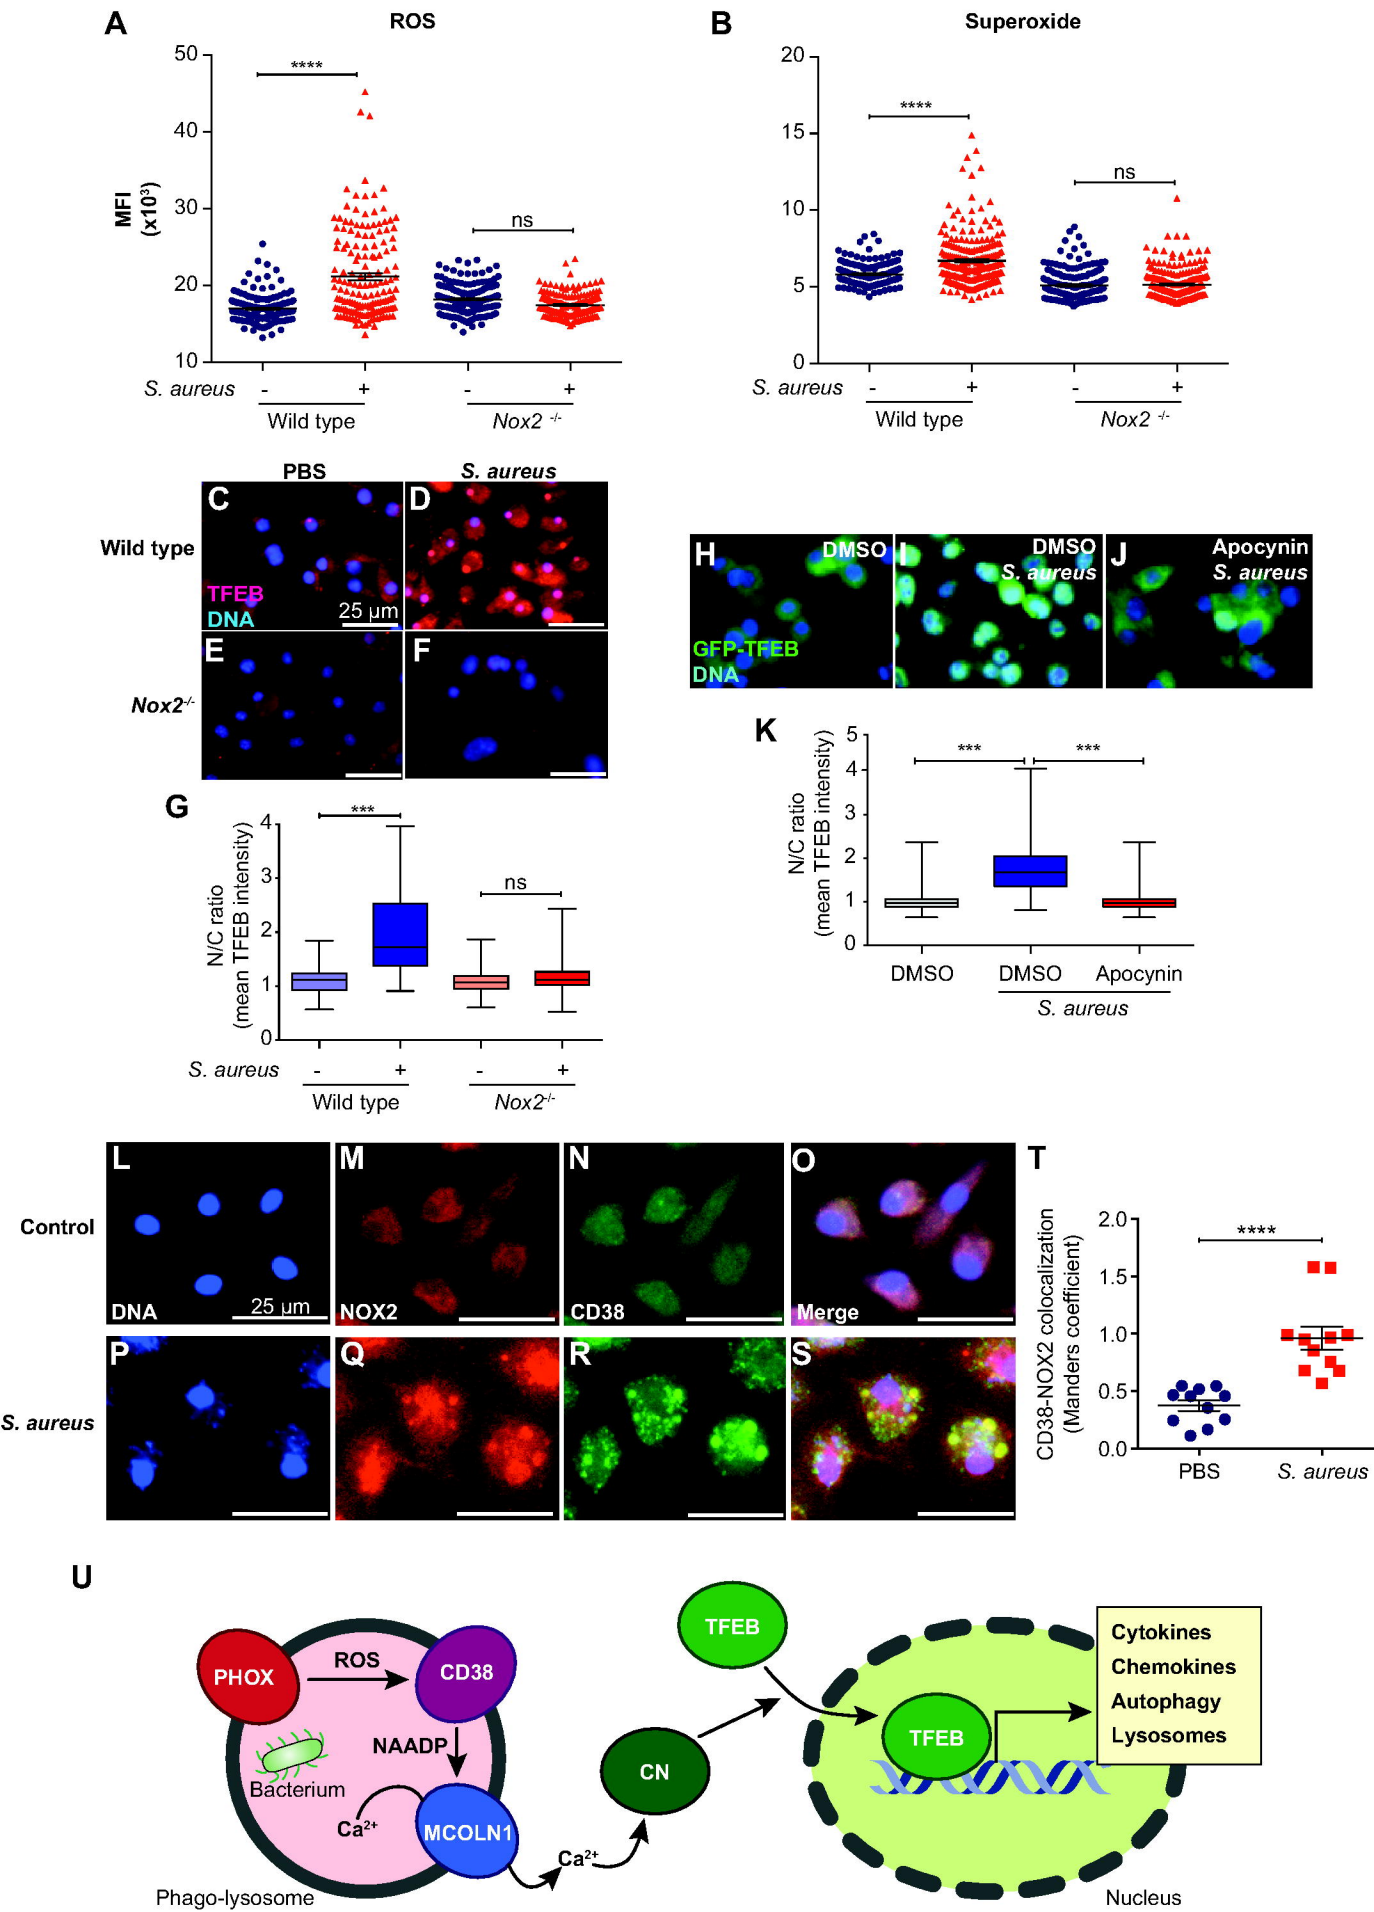 A
ROS
50
40
30
20
10
MFI
(x10³)
****
ns
S. aureus
-
+
-
+
Wild type
Nox2 -/-
B
Superoxide
20
15
10
5
0
****
ns
S. aureus
-
+
-
+
Wild type
Nox2 -/-
PBS
S. aureus
Wild type
C
TFEB
DNA
25 µm
D
Nox2-/-
E
F
H
DMSO
GFP-TFEB
DNA
I
DMSO
S. aureus
J
Apocynin
S. aureus
G
N/C ratio
(mean TFEB intensity)
4
3
2
1
0
***
ns
S. aureus
-
+
-
+
Wild type
Nox2-/-
K
N/C ratio
(mean TFEB intensity)
5
4
3
2
1
0
***
***
DMSO
DMSO
Apocynin
S. aureus
Control
L
DNA
25 µm
M
NOX2
N
CD38
O
Merge
S. aureus
P
Q
R
S
T
CD38-NOX2 colocalization
(Manders coefficient)
2.0
1.5
1.0
0.5
0.0
****
PBS
S. aureus
U
PHOX
ROS
CD38
NAADP
Bacterium
Ca2+
MCOLN1
Ca2+
Phago-lysosome
CN
TFEB
TFEB
Cytokines
Chemokines
Autophagy
Lysosomes
Nucleus